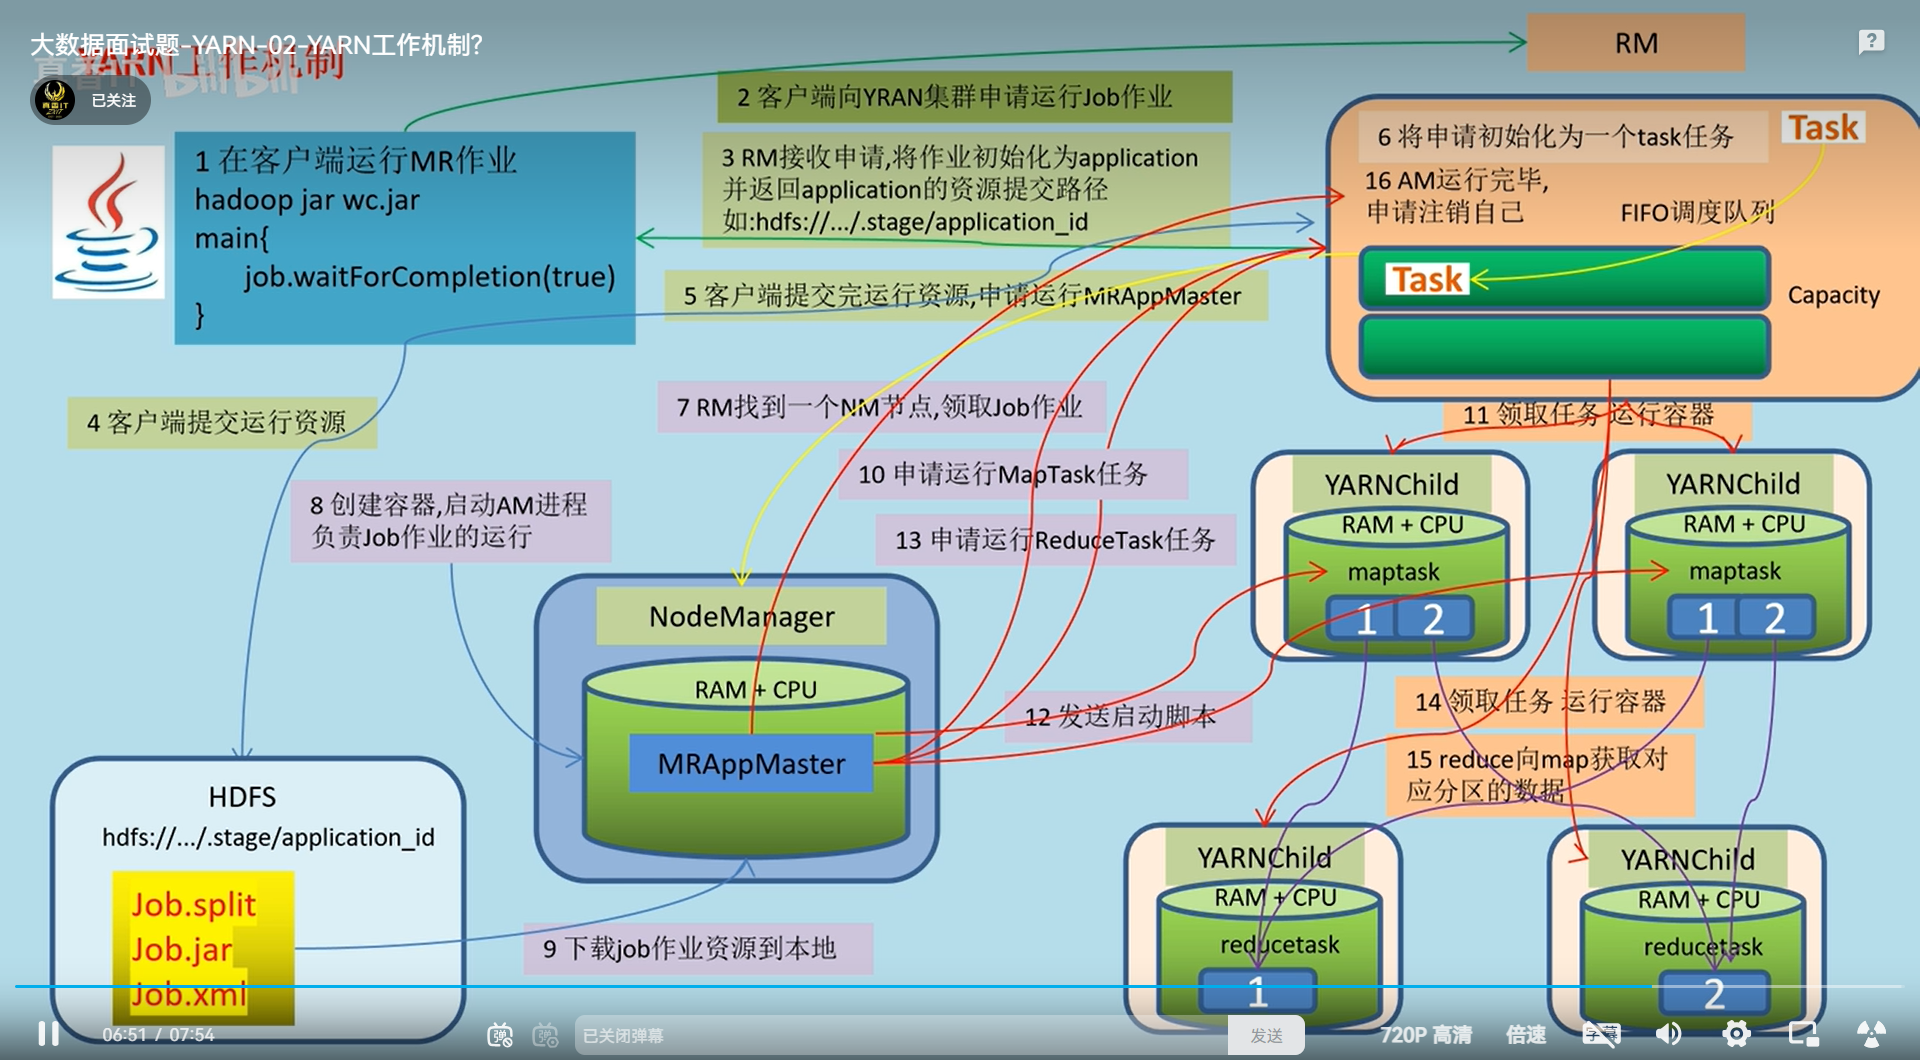 大数据面试题-YARN-02-YARN工作机制?
YARN工作机制
直香IT bilibili
已关注
RM
2 客户端向YRAN集群申请运行Job作业
1 在客户端运行MR作业
hadoop jar wc.jar
main{
job.waitForCompletion(true)
}
3 RM接收申请,将作业初始化为application
并返回application的资源提交路径
如:hdfs://.../.stage/application_id
6 将申请初始化为一个task任务
Task
16 AM运行完毕,
申请注销自己
FIFO调度队列
Task
Capacity
5 客户端提交完运行资源,申请运行MRAppMaster
4 客户端提交运行资源
7 RM找到一个NM节点,领取Job作业
11 领取任务 运行容器
10 申请运行MapTask任务
8 创建容器,启动AM进程
负责Job作业的运行
13 申请运行ReduceTask任务
YARNChild
RAM + CPU
maptask
1 2
YARNChild
RAM + CPU
maptask
1 2
NodeManager
RAM + CPU
MRAppMaster
12 发送启动脚本
14 领取任务 运行容器
15 reduce向map获取对
应分区的数据
HDFS
hdfs://.../.stage/application_id
Job.split
Job.jar
Job.xml
9 下载job作业资源到本地
YARNChild
RAM + CPU
reducetask
1
YARNChild
RAM + CPU
reducetask
2
06:51 / 07:54
弹
弹
已关闭弹幕
发送
720P 高清
倍速
字幕